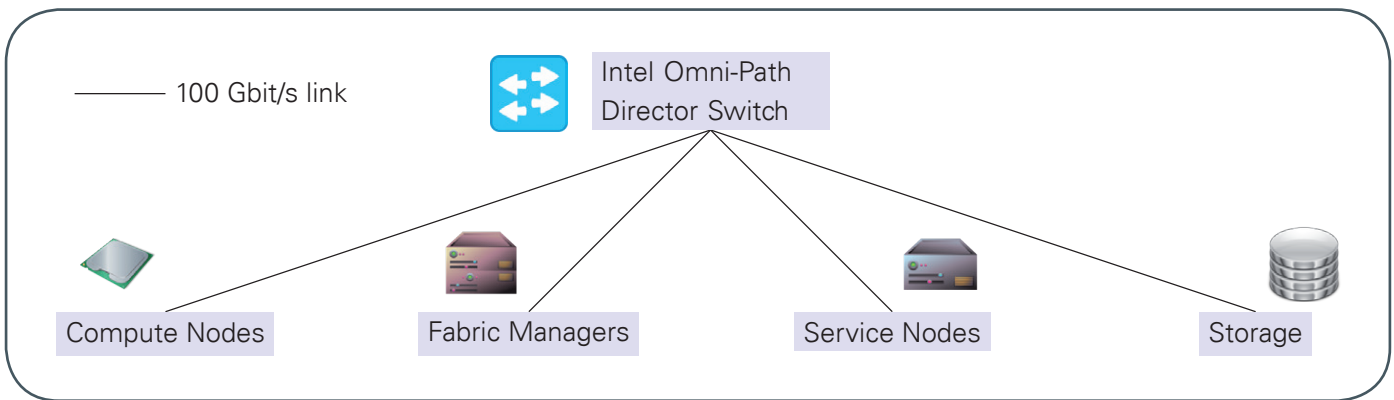 100 Gbit/s link
Intel Omni-Path
Director Switch
Compute Nodes
Fabric Managers
Service Nodes
Storage